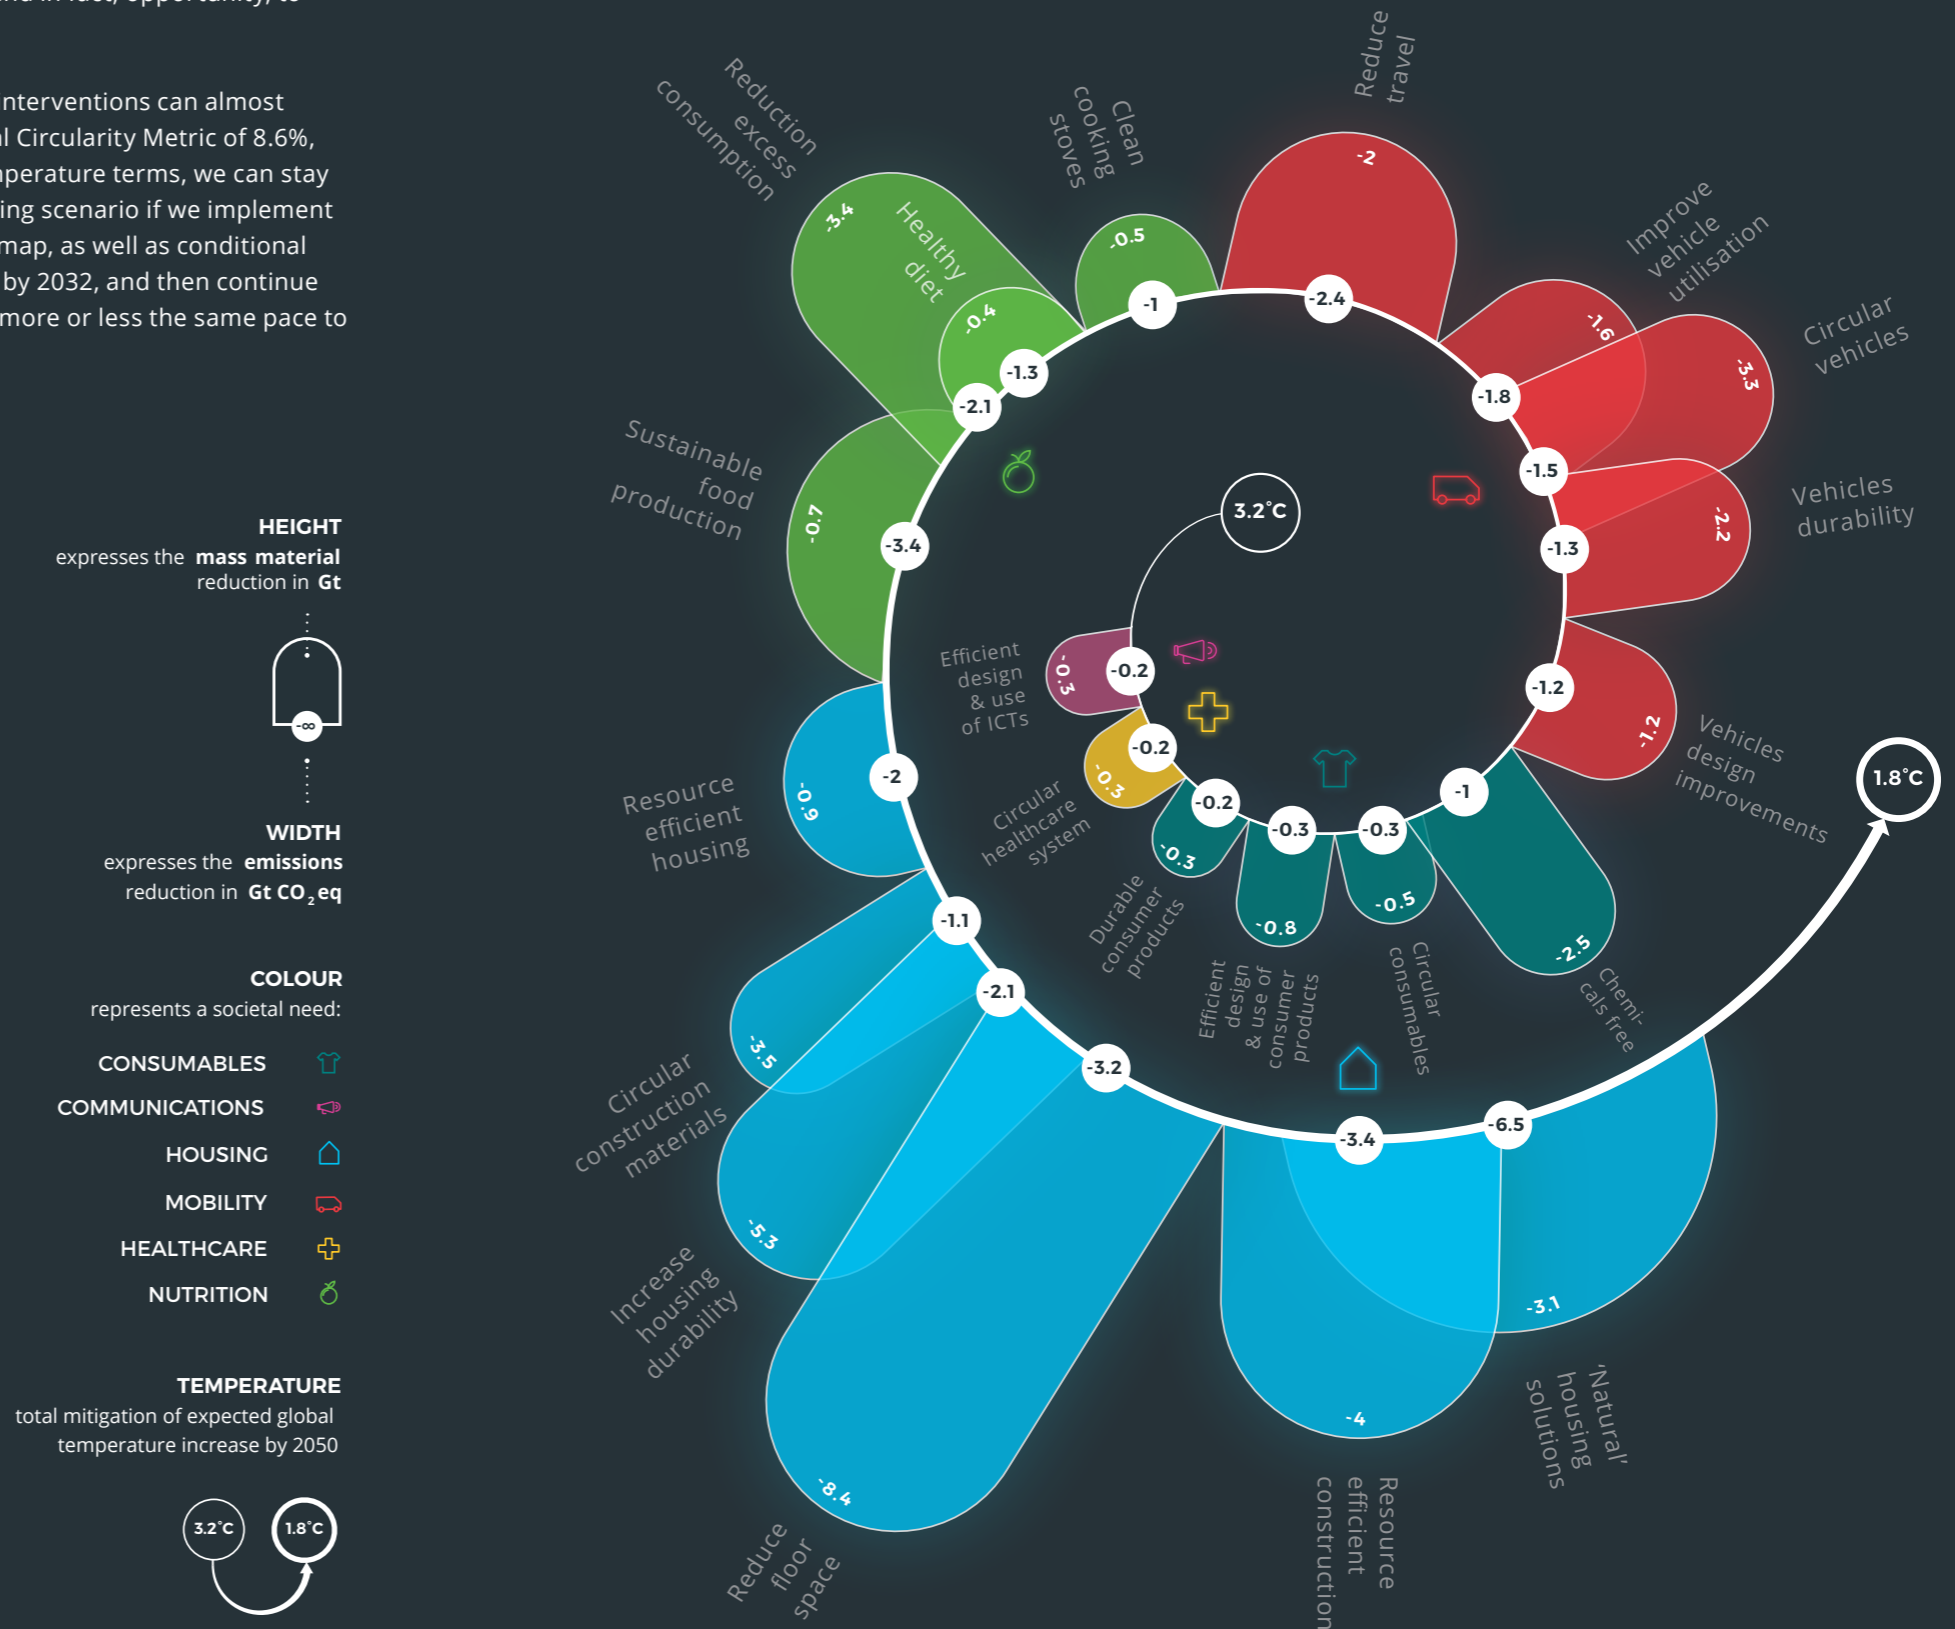 interventions can almost
Circularity Metric of 8.6%,
terms, we can stay
scenario if we implement
as well as conditional
by 2032, and then continue
more or less the same pace to
HEIGHT
expresses the mass material
reduction in Gt
-∞
WIDTH
expresses the emissions
reduction in Gt CO₂eq
COLOUR
represents a societal need:
CONSUMABLES
COMMUNICATIONS
HOUSING
MOBILITY
HEALTHCARE
NUTRITION
TEMPERATURE
total mitigation of expected global
temperature increase by 2050
3.2°C
1.8°C
3.2°C
Efficient
design
& use
of ICTs
-0.3
-0.2
Circular
healthcare
system
-0.3
-0.2
Durable
consumer
products
-0.3
-0.2
Efficient
design
& use of
consumer
products
-0.8
-0.3
Circular
consumables
-0.5
-0.3
Chemi-
cals free
-2.5
-1
Vehicles
design
improvements
-1.2
-1.2
Vehicles
durability
-2.2
-1.3
Circular
vehicles
-3.3
-1.5
Improve
vehicle
utilisation
-1.6
-1.8
Reduce
travel
-2
-2.4
Clean
cooking
stoves
-0.5
-1
Healthy
diet
-0.4
-1.3
Reduction
excess
consumption
-3.4
-2.1
Sustainable
food
production
-0.7
-3.4
Resource
efficient
housing
-0.9
-2
Circular
construction
materials
-3.5
-1.1
Increase
housing
durability
-5.3
-2.1
Reduce
floor
space
-8.4
-3.2
Resource
efficient
construction
-4
-3.4
‘Natural’
housing
solutions
-3.1
-6.5
1.8°C